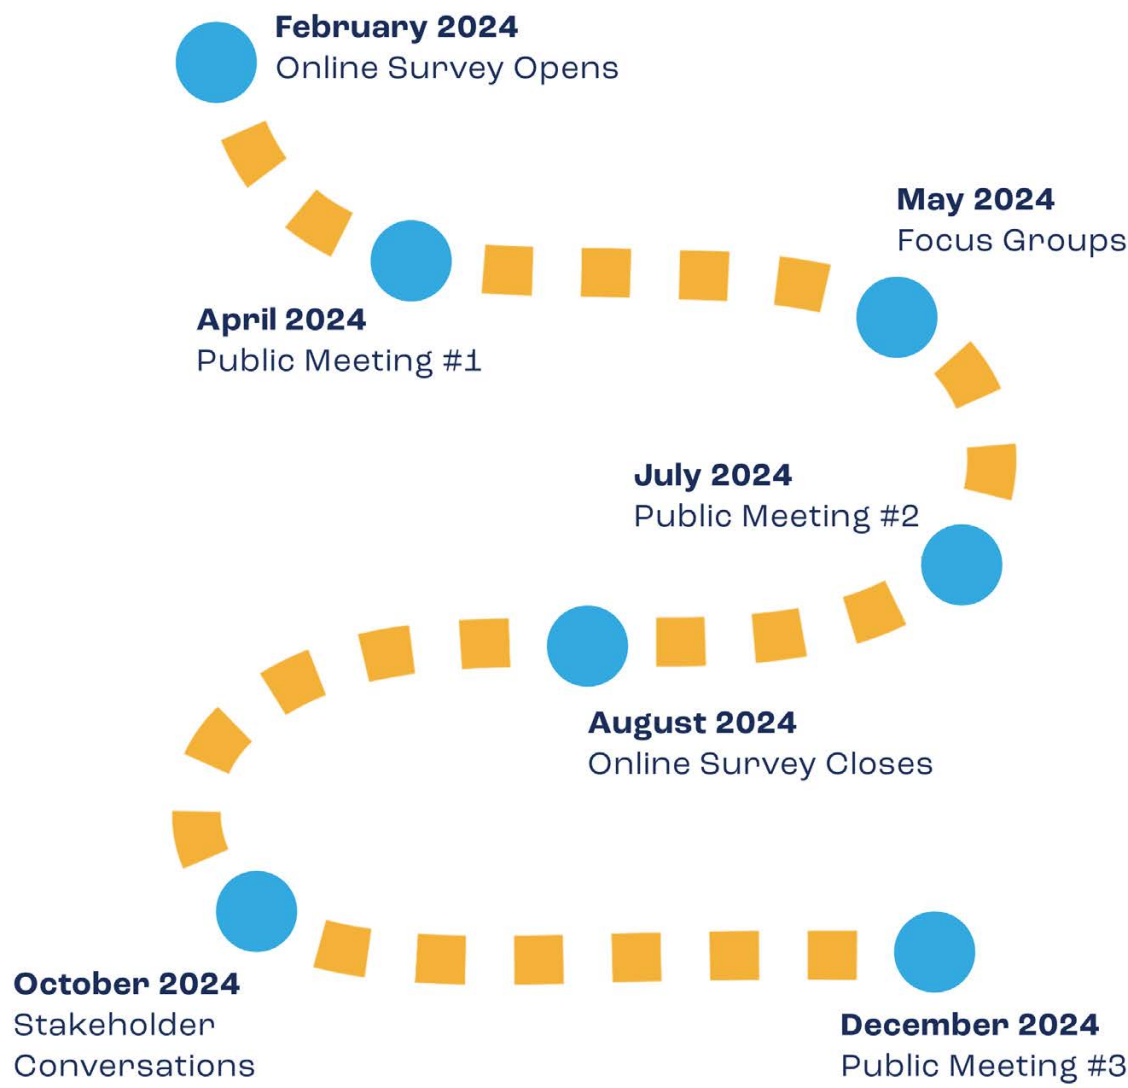 February 2024
Online Survey Opens
May 2024
Focus Groups
April 2024
Public Meeting #1
July 2024
Public Meeting #2
August 2024
Online Survey Closes
October 2024
Stakeholder
Conversations
December 2024
Public Meeting #3